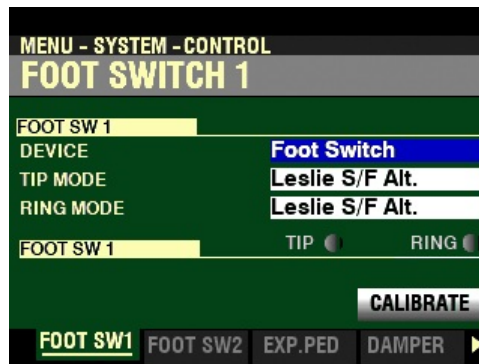 MENU - SYSTEM - CONTROL
FOOT SWITCH 1
FOOT SW 1
DEVICE Foot Switch
TIP MODE Leslie S/F Alt.
RING MODE Leslie S/F Alt.
FOOT SW 1 TIP RING
CALIBRATE
FOOT SW1 FOOT SW2 EXP.PED DAMPER